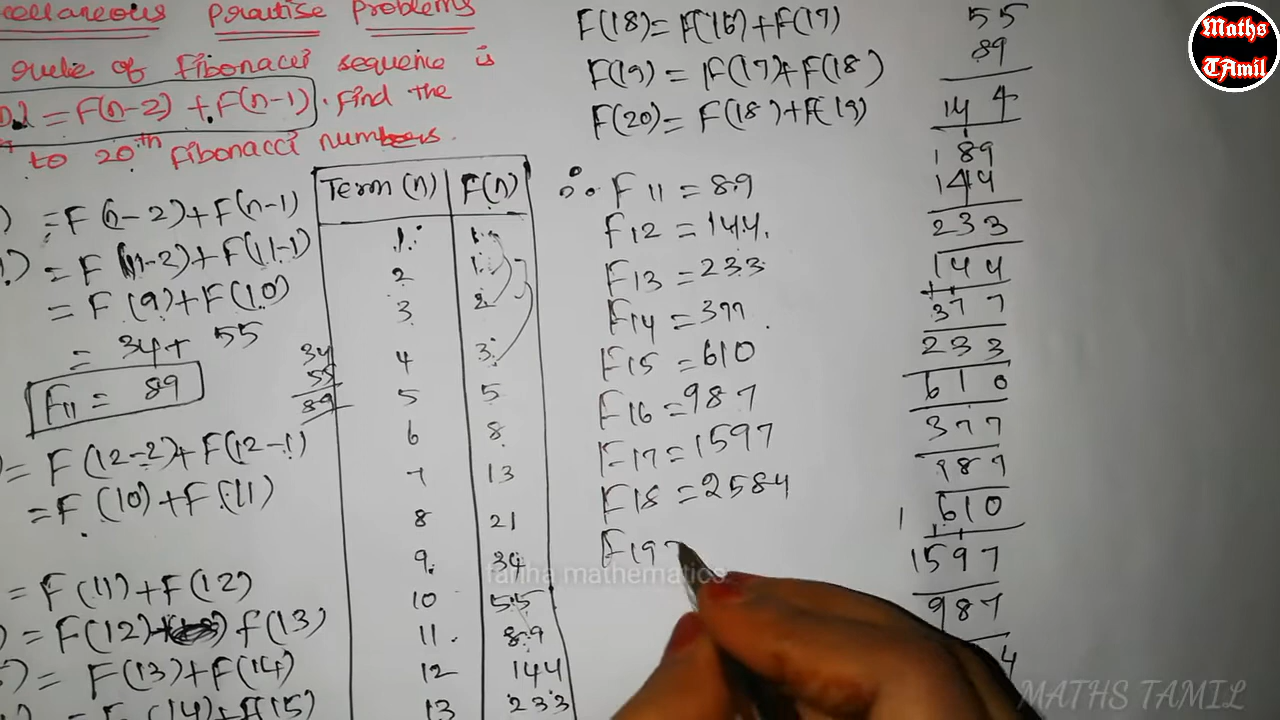 cellaneous Practise Problems
rule of Fibonacci sequence is
= F(n-2) + F(n-1). Find the
to 20th Fibonacci numbers.
) = F(n-2) + F(n-1)
) = F(11-2) + F(11-1)
= F(9) + F(10)
= 34 + 55
F11 = 89
34
55
89
= F(12-2) + F(12-1)
= F(10) + F(11)
= F(11) + F(12)
) = F(12) + f(13)
) = F(13) + F(14)
= F(14) + F(15)
Term (n) F(n)
1. 1.
2 1.
3 2
4 3.
5 5
6 8
7 13
8 21
9. 34
10 55
11. 89
12 144
13 233
F(18) = F(16) + F(17)
F(19) = F(17) + F(18)
F(20) = F(18) + F(19)
∴ F11 = 89
F12 = 144.
F13 = 233
F14 = 377.
F15 = 610
F16 = 987
F17 = 1597
F18 = 2584
F19
55
89
144
1 89
144
233
144
377
233
610
377
987
610
1597
987
4
Maths
TAmil
fariha mathematics
MATHS TAMIL